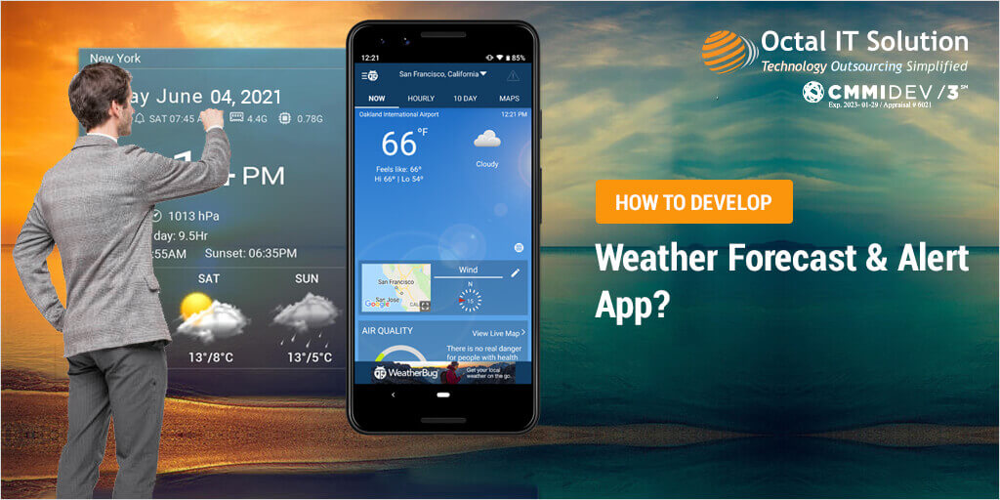 New York
ay June 04, 2021
SAT 07:45 A
4.4G
0.78G
PM
1013 hPa
day: 9.5Hr
:55AM Sunset: 06:35PM
SAT SUN
13°/8°C 13°/5°C
12:21 85%
San Francisco, California
NOW HOURLY 10 DAY MAPS
Oakland International Airport 12:21 PM
66°F
Cloudy
Feels like: 66°
Hi 66° | Lo 54°
Wind
San Francisco
N
15
San Jose
CAL
Google
AIR QUALITY View Live Map
There is no real danger
for people with health
WeatherBug
Get your local
weather on the go.
Octal IT Solution
Technology Outsourcing Simplified
CMMIDEV/3SM
Exp. 2023- 01-29 / Appraisal # 6021
HOW TO DEVELOP
Weather Forecast & Alert
App?